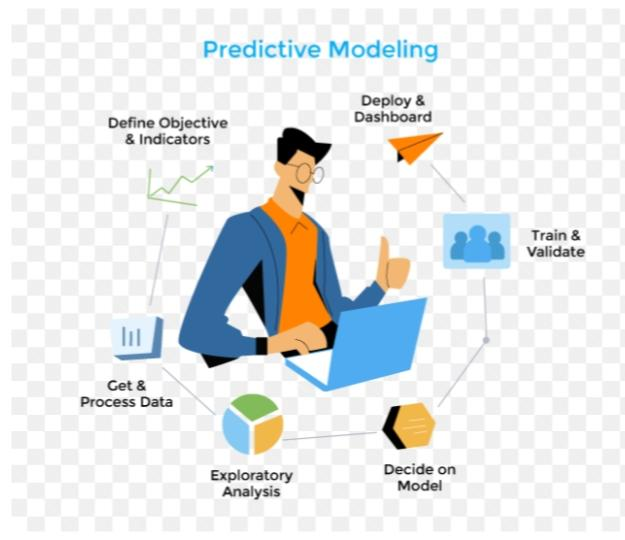 Predictive Modeling
Define Objective
& Indicators
Get &
Process Data
Exploratory
Analysis
Decide on
Model
Train &
Validate
Deploy &
Dashboard